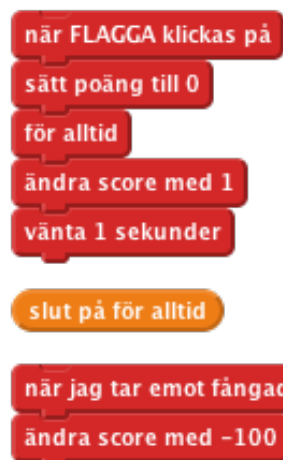 när FLAGGA klickas på
sätt poäng till 0
för alltid
ändra score med 1
vänta 1 sekunder
slut på för alltid
när jag tar emot fångad
ändra score med -100